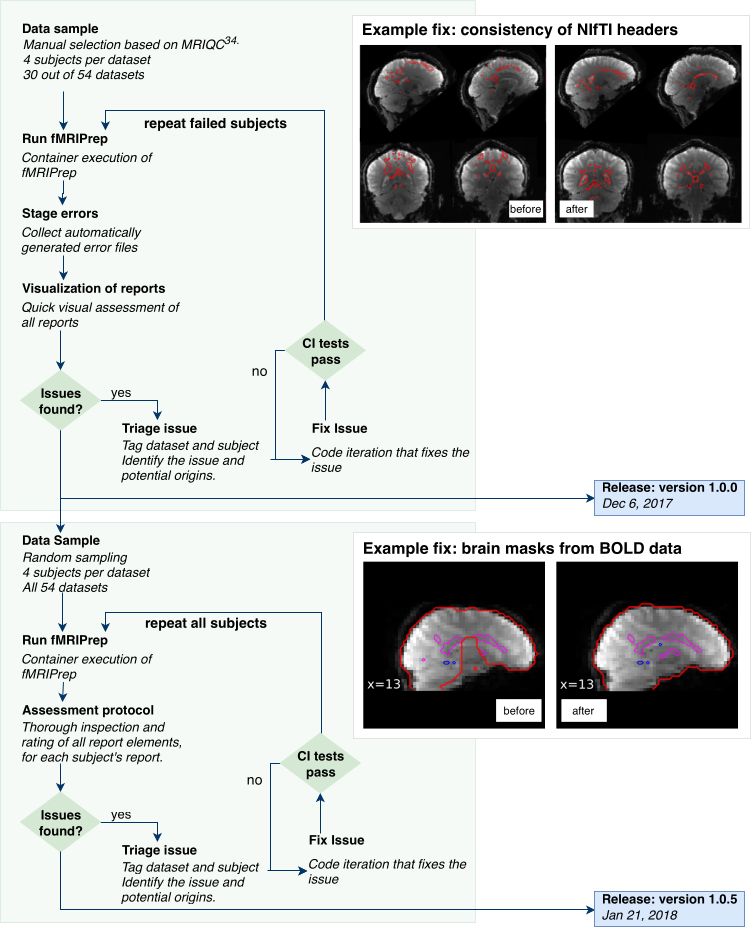 Data sample
Manual selection based on MRIQC34.
4 subjects per dataset
30 out of 54 datasets
repeat failed subjects
Run fMRIPrep
Container execution of
fMRIPrep
Stage errors
Collect automatically
generated error files
Visualization of reports
Quick visual assessment of
all reports
Issues
found?
yes
Triage issue
Tag dataset and subject
Identify the issue and
potential origins.
CI tests
pass
no
Fix Issue
Code iteration that fixes the
issue
Example fix: consistency of NIfTI headers
before
after
Release: version 1.0.0
Dec 6, 2017
Data Sample
Random sampling
4 subjects per dataset
All 54 datasets
repeat all subjects
Run fMRIPrep
Container execution of
fMRIPrep
Assessment protocol
Thorough inspection and
rating of all report elements,
for each subject's report.
Issues
found?
yes
Triage issue
Tag dataset and subject
Identify the issue and
potential origins.
CI tests
pass
no
Fix Issue
Code iteration that fixes the
issue
Example fix: brain masks from BOLD data
x=13
before
x=13
after
Release: version 1.0.5
Jan 21, 2018